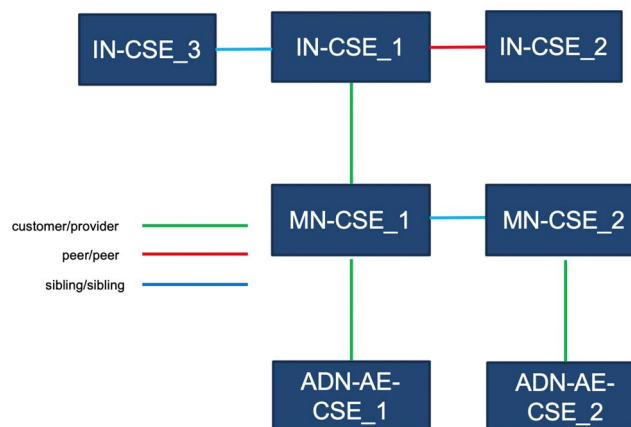 IN-CSE_3
IN-CSE_1
IN-CSE_2
MN-CSE_1
MN-CSE_2
customer/provider
peer/peer
sibling/sibling
ADN-AE-
CSE_1
ADN-AE-
CSE_2